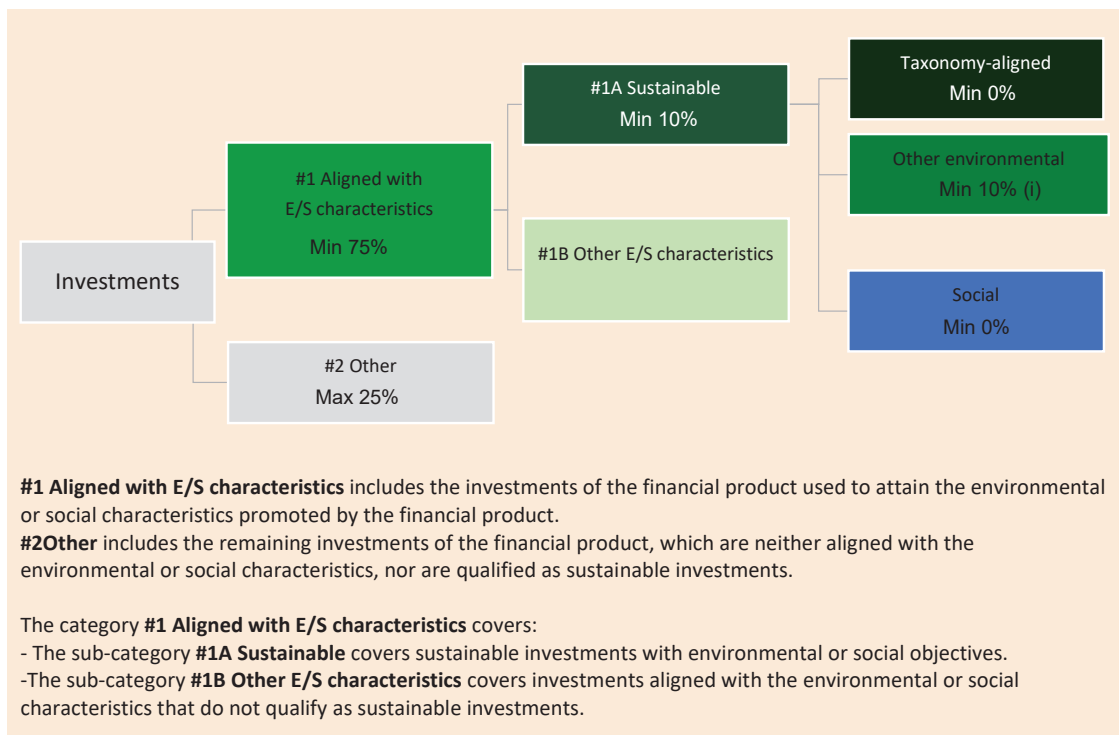 Taxonomy-aligned
Min 0%
#1A Sustainable
Min 10%
Other environmental
Min 10% (i)
#1 Aligned with
E/S characteristics
Min 75%
#1B Other E/S characteristics
Investments
Social
Min 0%
#2 Other
Max 25%
#1 Aligned with E/S characteristics includes the investments of the financial product used to attain the environmental
or social characteristics promoted by the financial product.
#2Other includes the remaining investments of the financial product, which are neither aligned with the
environmental or social characteristics, nor are qualified as sustainable investments.
The category #1 Aligned with E/S characteristics covers:
- The sub-category #1A Sustainable covers sustainable investments with environmental or social objectives.
-The sub-category #1B Other E/S characteristics covers investments aligned with the environmental or social
characteristics that do not qualify as sustainable investments.